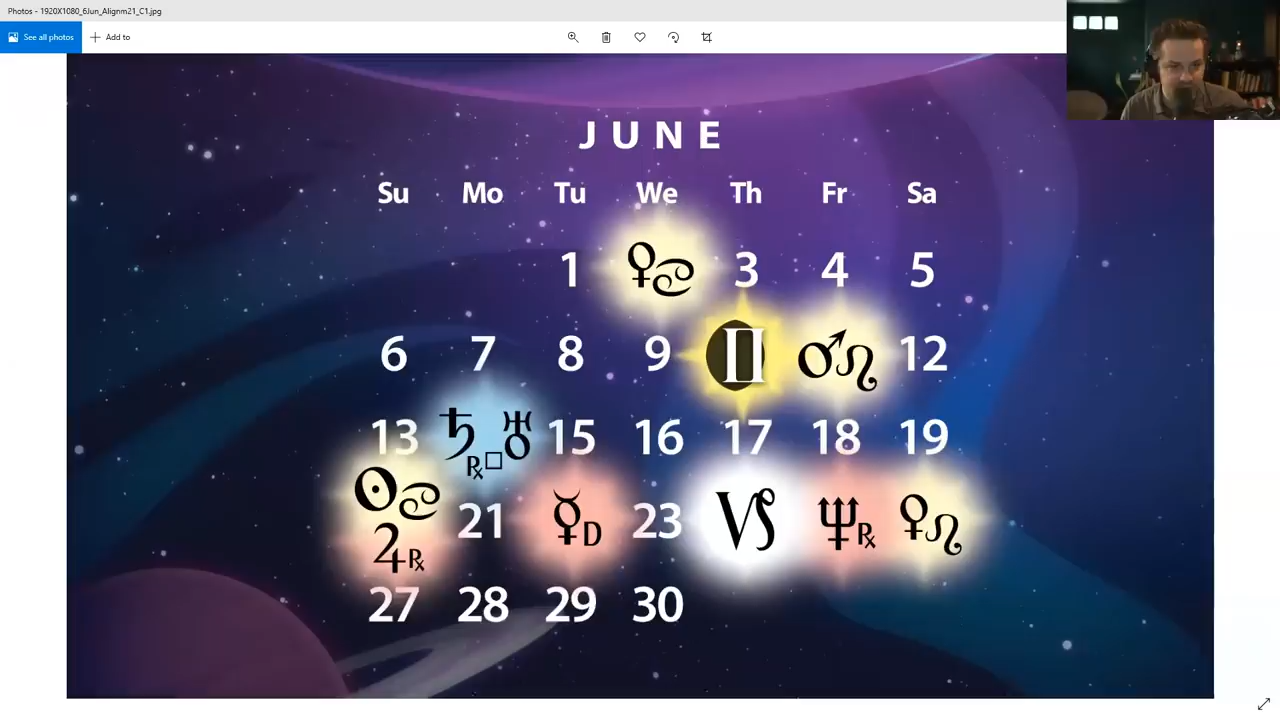 Photos - 1920X1080_6Jun_Alignm21_C1.jpg
See all photos
Add to
JUNE
Su Mo Tu We Th Fr Sa
1 ♀♋ 3 4 5
6 7 8 9 ♊ ♂♌ 12
13 ♄℞□♅ 15 16 17 18 19
☉♋ ♃℞ 21 ☿D 23 ♑ ♆℞ ♀♌
27 28 29 30